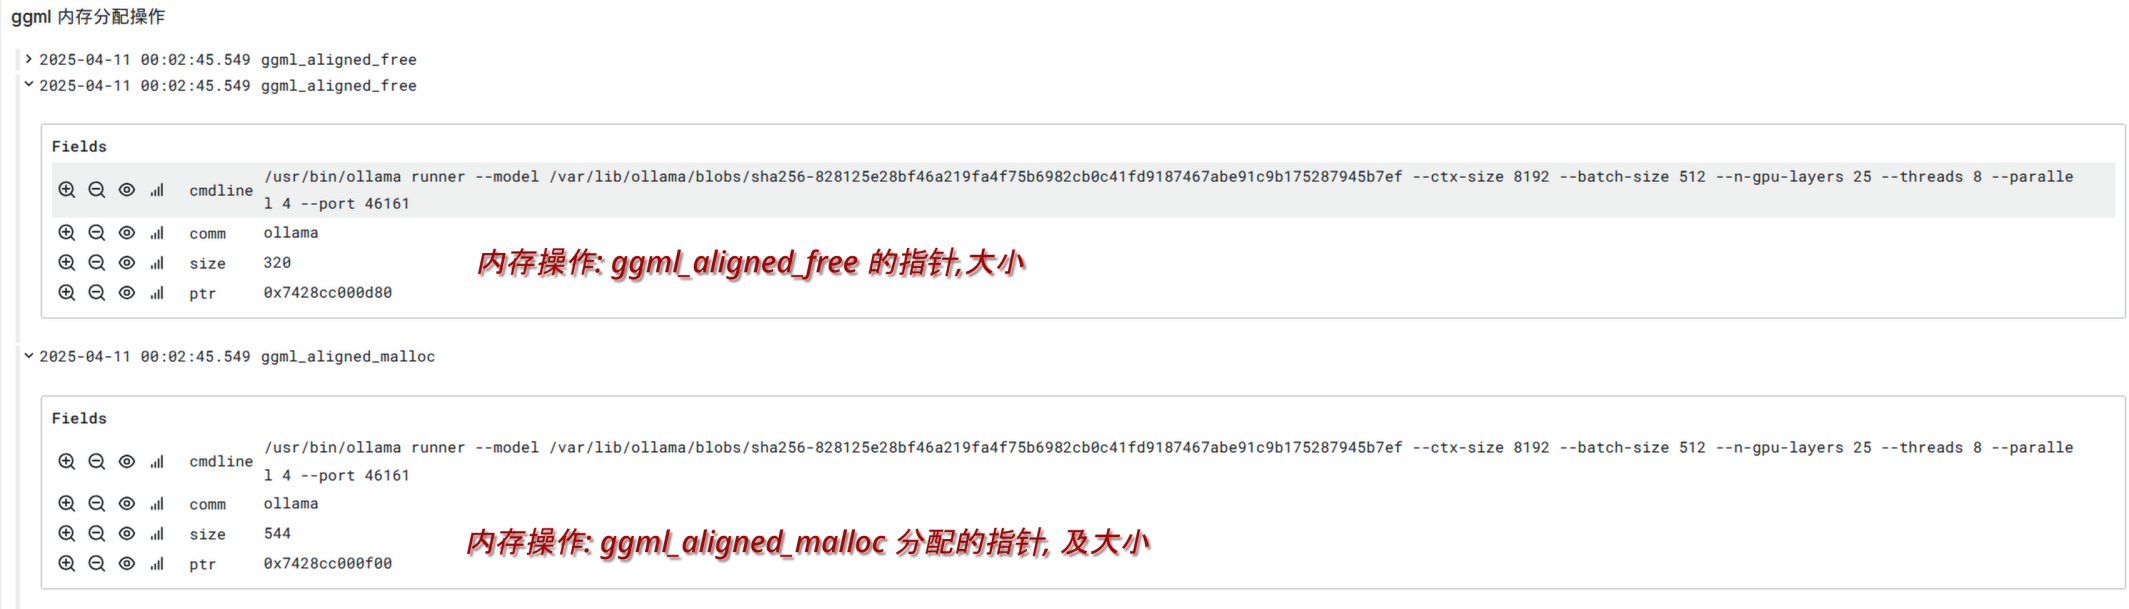 ggml 内存分配操作
2025-04-11 00:02:45.549 ggml_aligned_free
2025-04-11 00:02:45.549 ggml_aligned_free
Fields
cmdline /usr/bin/ollama runner --model /var/lib/ollama/blobs/sha256-828125e28bf46a219fa4f75b6982cb0c41fd9187467abe91c9b175287945b7ef --ctx-size 8192 --batch-size 512 --n-gpu-layers 25 --threads 8 --paralle
l 4 --port 46161
comm ollama
size 320
内存操作: ggml_aligned_free 的指针,大小
ptr 0x7428cc000d80
2025-04-11 00:02:45.549 ggml_aligned_malloc
Fields
cmdline /usr/bin/ollama runner --model /var/lib/ollama/blobs/sha256-828125e28bf46a219fa4f75b6982cb0c41fd9187467abe91c9b175287945b7ef --ctx-size 8192 --batch-size 512 --n-gpu-layers 25 --threads 8 --paralle
l 4 --port 46161
comm ollama
size 544
内存操作: ggml_aligned_malloc 分配的指针, 及大小
ptr 0x7428cc000f00